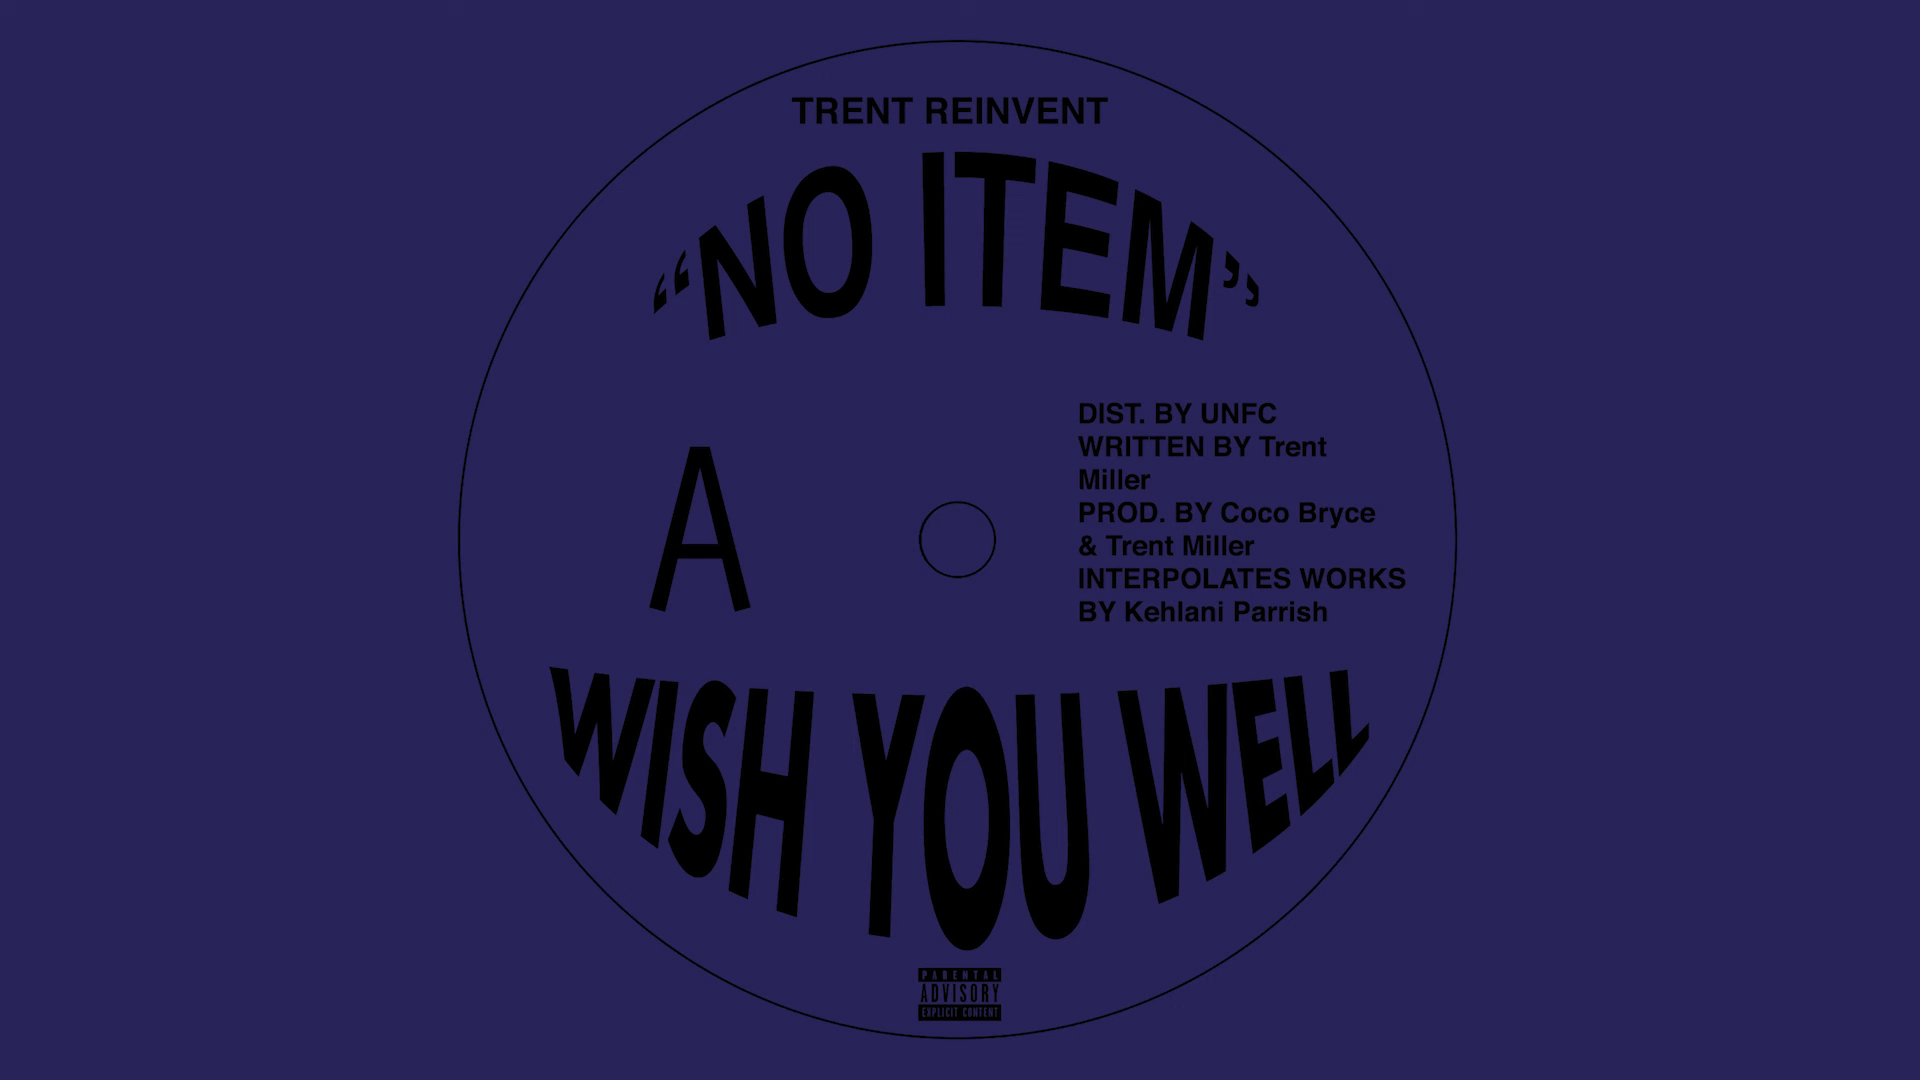 TRENT REINVENT
“NO ITEM”
DIST. BY UNFC
WRITTEN BY Trent
Miller
PROD. BY Coco Bryce
& Trent Miller
INTERPOLATES WORKS
BY Kehlani Parrish
A
WISH YOU WELL
PARENTAL
ADVISORY
EXPLICIT CONTENT